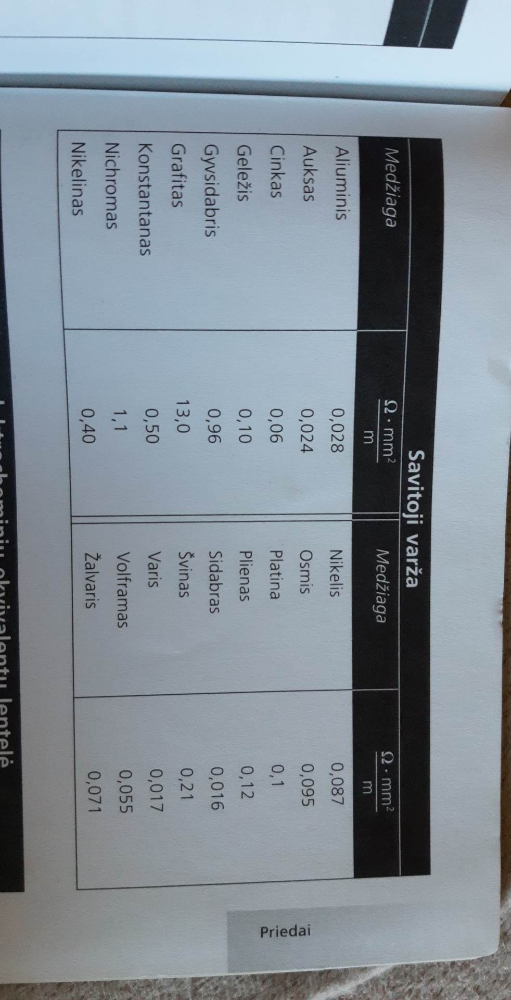 Savitoji varža
Medžiaga Ω · mm² / m Medžiaga Ω · mm² / m
Aliuminis 0,028 Nikelis 0,087
Auksas 0,024 Osmis 0,095
Cinkas 0,06 Platina 0,1
Geležis 0,10 Plienas 0,12
Gyvsidabris 0,96 Sidabras 0,016
Grafitas 13,0 Švinas 0,21
Konstantanas 0,50 Varis 0,017
Nichromas 1,1 Volframas 0,055
Nikelinas 0,40 Žalvaris 0,071
Priedai
ekvivalentų lentelė